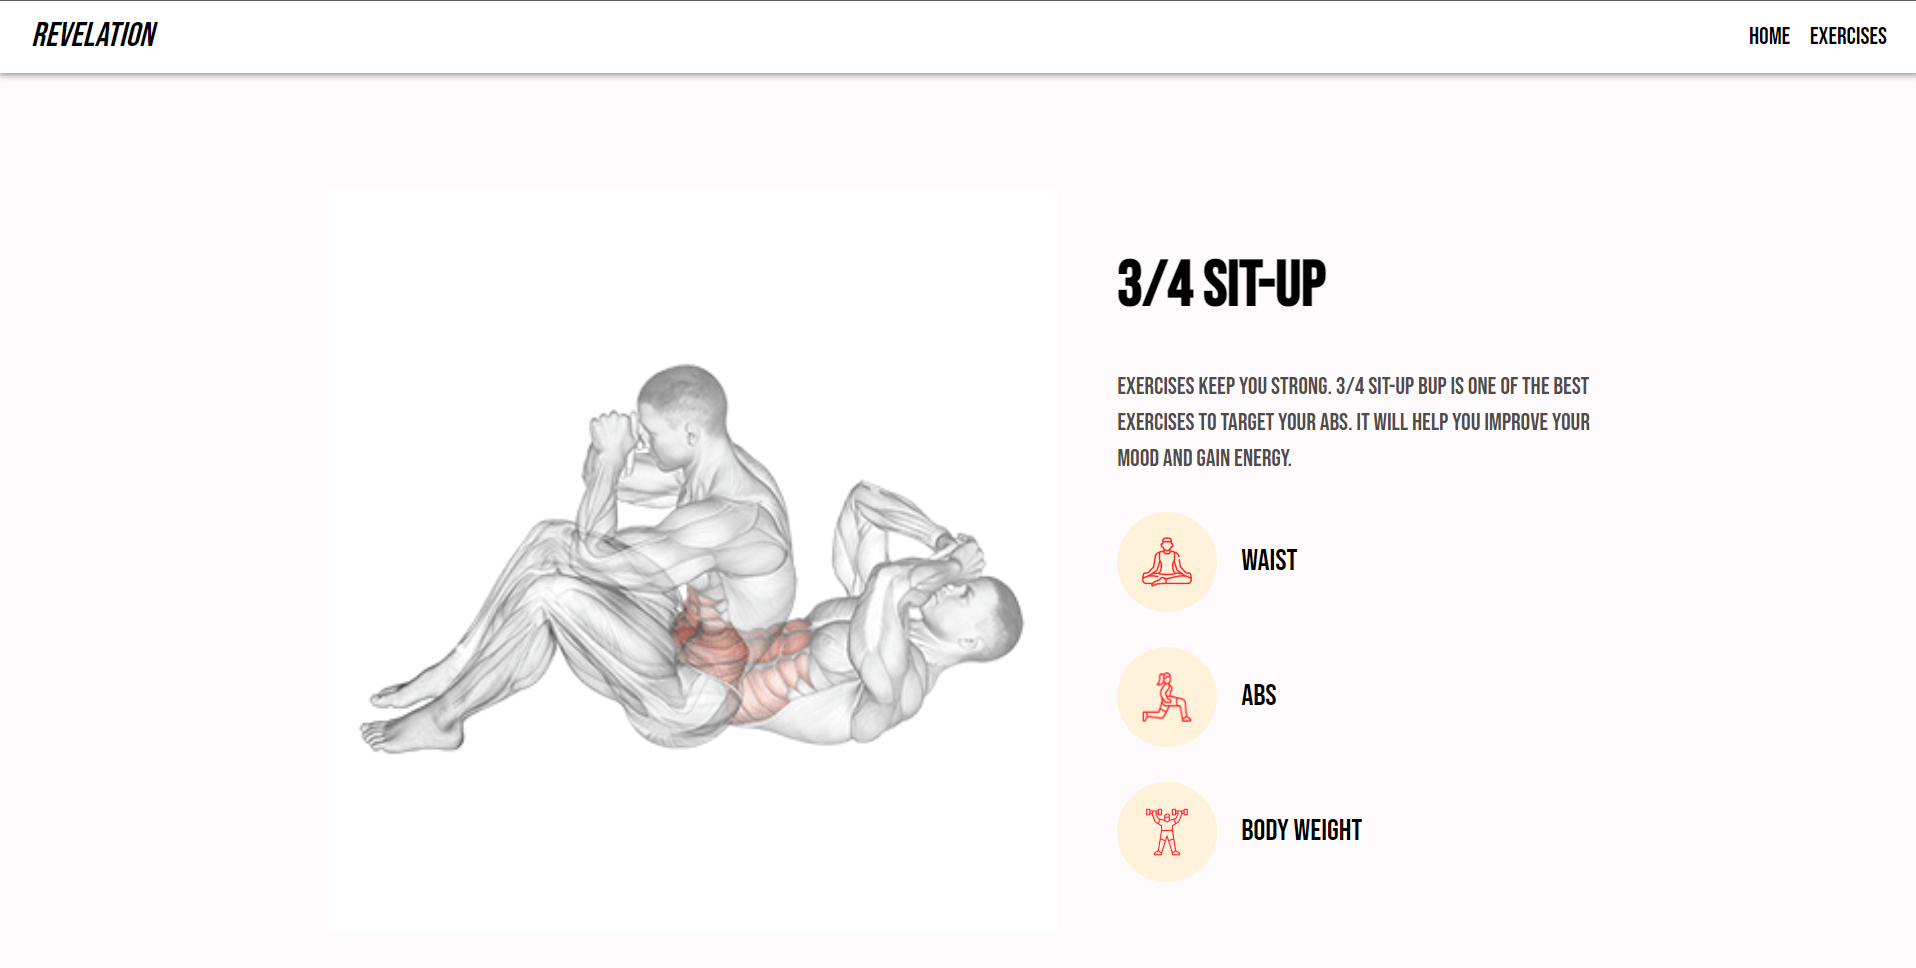 REVELATION
HOME
EXERCISES
3/4 SIT-UP
EXERCISES KEEP YOU STRONG. 3/4 SIT-UP BUP IS ONE OF THE BEST
EXERCISES TO TARGET YOUR ABS. IT WILL HELP YOU IMPROVE YOUR
MOOD AND GAIN ENERGY.
WAIST
ABS
BODY WEIGHT